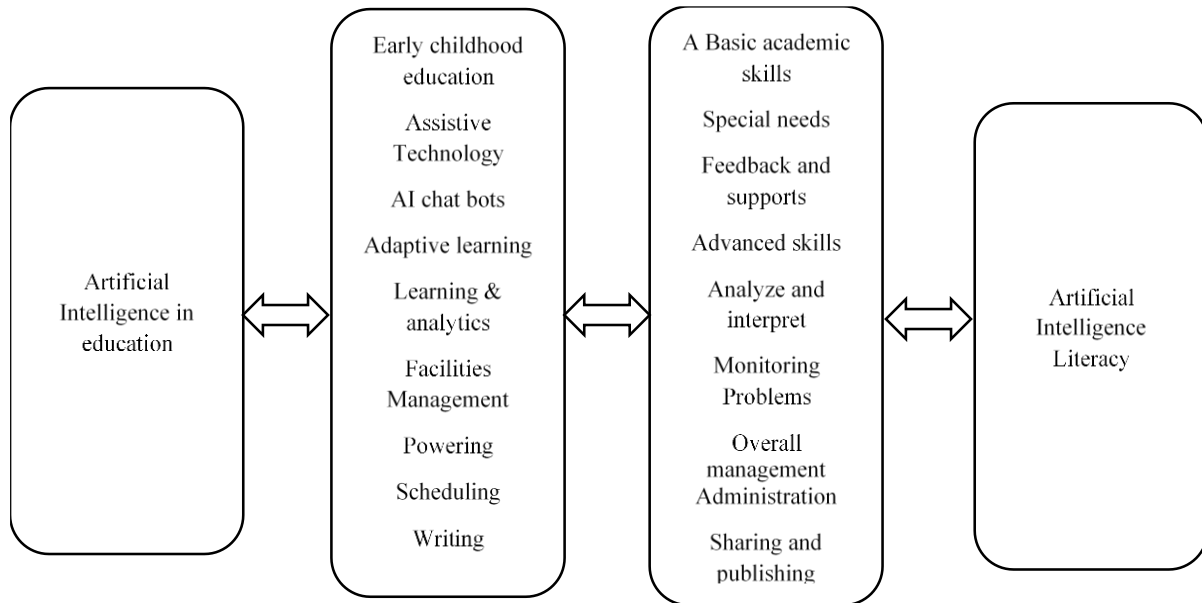 Artificial
Intelligence in
education
Early childhood
education
Assistive
Technology
AI chat bots
Adaptive learning
Learning &
analytics
Facilities
Management
Powering
Scheduling
Writing
A Basic academic
skills
Special needs
Feedback and
supports
Advanced skills
Analyze and
interpret
Monitoring
Problems
Overall
management
Administration
Sharing and
publishing
Artificial
Intelligence
Literacy